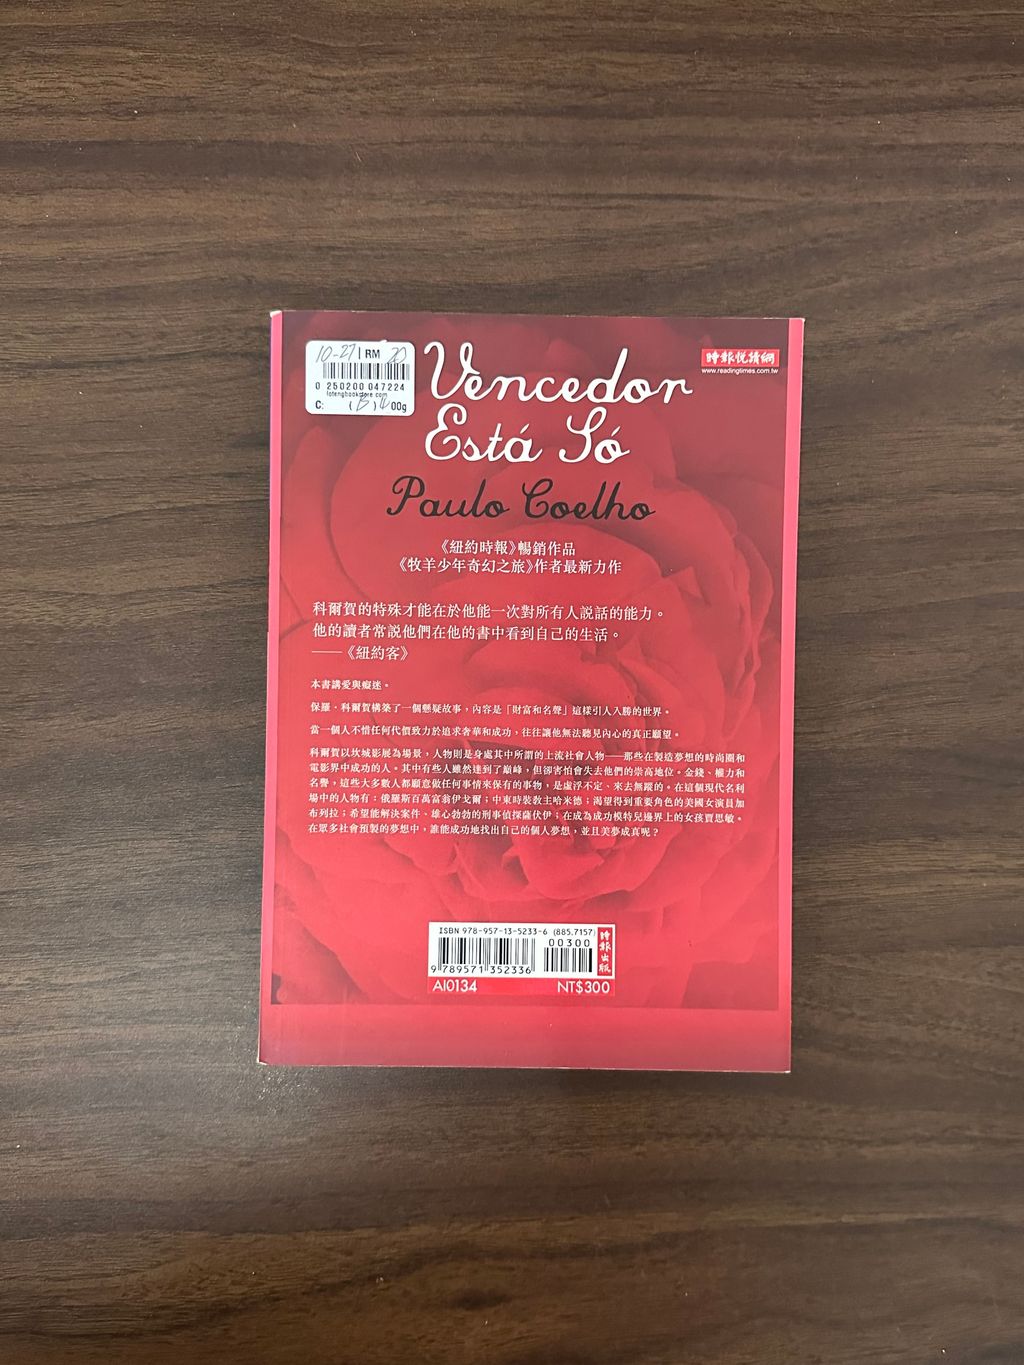 10-27 | RM 20
0 250200 047224
lotengbookstore.com
C: ( B ) 00g
Vencedor
Está Só
Paulo Coelho
時報悅讀網
www.readingtimes.com.tw
《紐約時報》暢銷作品
《牧羊少年奇幻之旅》作者最新力作
科爾賀的特殊才能在於他能一次對所有人說話的能力。
他的讀者常說他們在他的書中看到自己的生活。
——《紐約客》
本書講愛與癡迷。
保羅・科爾賀構築了一個懸疑故事，內容是「財富和名聲」這樣引人入勝的世界。
當一個人不惜任何代價致力於追求奢華和成功，往往讓他無法聽見內心的真正願望。
科爾賀以坎城影展為場景，人物則是身處其中所謂的上流社會人物——那些在製造夢想的時尚圈和
電影界中成功的人。其中有些人雖然達到了巔峰，但卻害怕會失去他們的崇高地位。金錢、權力和
名譽，這些大多數人都願意做任何事情來保有的事物，是虛浮不定、來去無蹤的。在這個現代名利
場中的人物有：俄羅斯百萬富翁伊戈爾；中東時裝教主哈米德；渴望得到重要角色的美國女演員加
布列拉；希望能解決案件、雄心勃勃的刑事偵探薩伏伊；在成為成功模特兒邊界上的女孩賈思敏。
在眾多社會預製的夢想中，誰能成功地找出自己的個人夢想，並且美夢成真呢？
ISBN 978-957-13-5233-6 (885.7157)
00300
9 789571 352336
時報出版
AI0134 NT$300